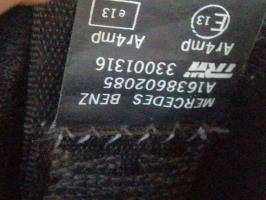 MERCEDES BENZ
A1638602085
TRW 33001316
Ar4mp Ar4mp
E13 e13